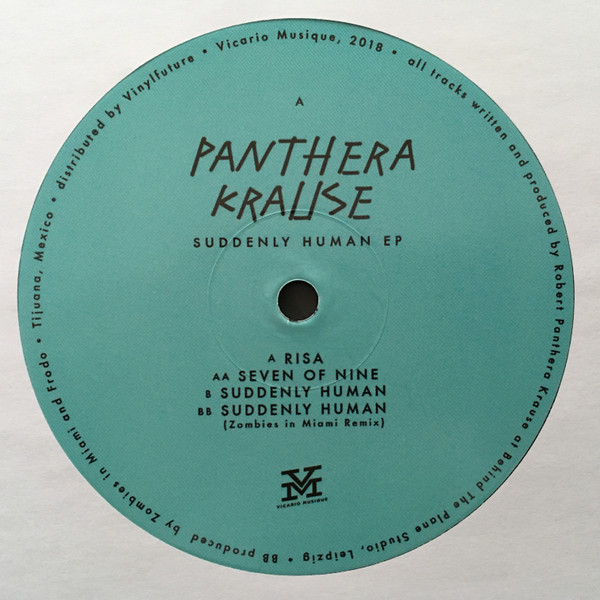 Vicario Musique, 2018 • all tracks written and produced by Robert Panthera Krause at Behind The Plane Studio, Leipzig • BB produced by Zombies in Miami and Frodo • Tijuana, Mexico • distributed by VinylFuture •
A
PANTHERA
KRAUSE
SUDDENLY HUMAN EP
A RISA
AA SEVEN OF NINE
B SUDDENLY HUMAN
BB SUDDENLY HUMAN
(Zombies in Miami Remix)
VM
VICARIO MUSIQUE